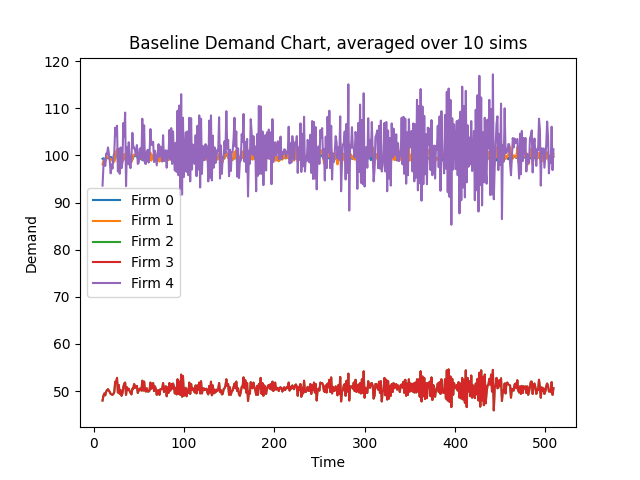 Baseline Demand Chart, averaged over 10 sims
120
110
100
90
80
70
60
50
Demand
Firm 0
Firm 1
Firm 2
Firm 3
Firm 4
0 100 200 300 400 500
Time